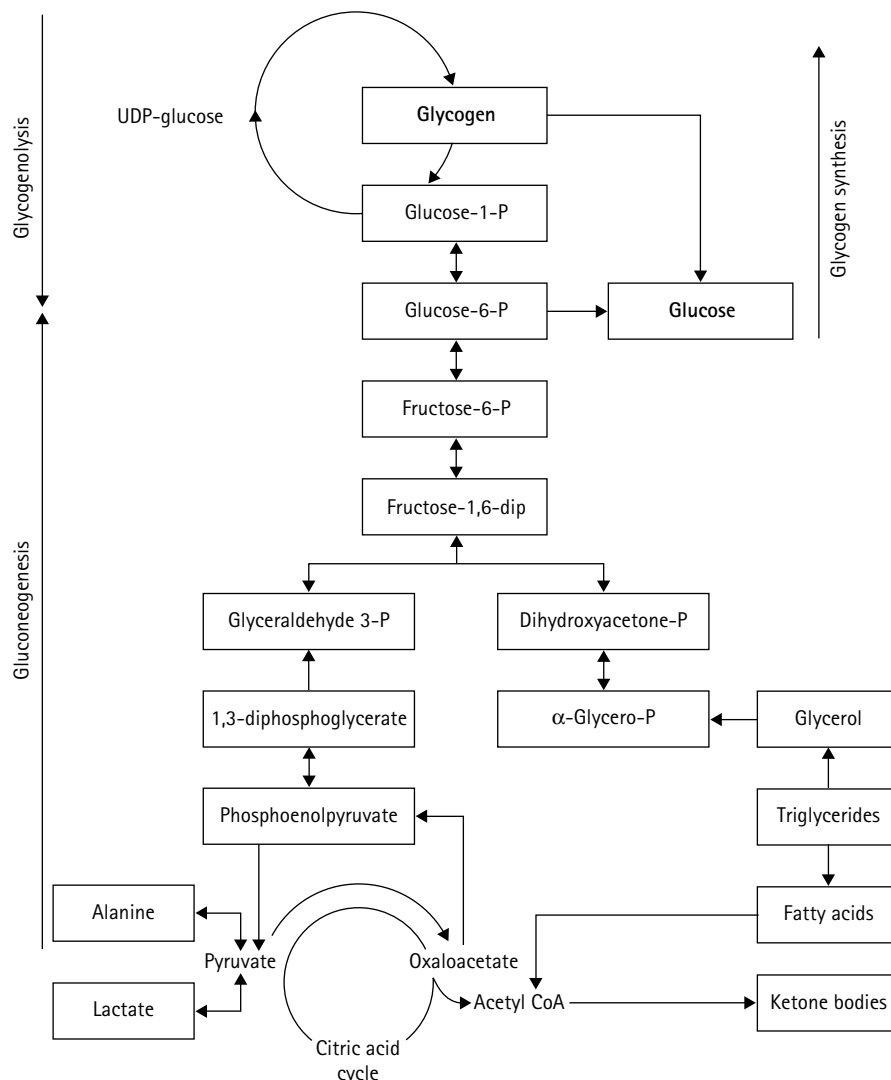 Glycogenolysis
Gluconeogenesis
UDP-glucose
Glycogen
Glucose-1-P
Glucose-6-P
Glucose
Glycogen synthesis
Fructose-6-P
Fructose-1,6-dip
Glyceraldehyde 3-P
Dihydroxyacetone-P
1,3-diphosphoglycerate
α-Glycero-P
Glycerol
Phosphoenolpyruvate
Triglycerides
Alanine
Fatty acids
Pyruvate
Oxaloacetate
Lactate
Acetyl CoA
Ketone bodies
Citric acid
cycle